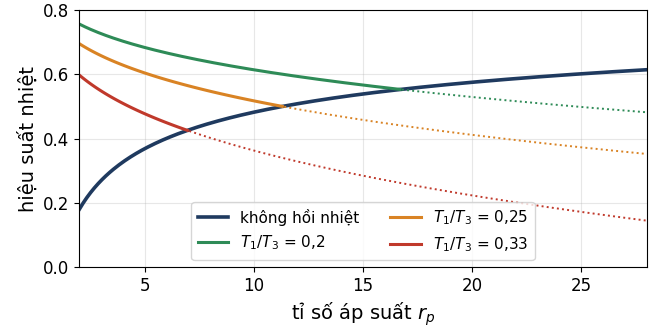 0.8
0.6
0.4
0.2
0.0
hiệu suất nhiệt
không hồi nhiệt
T₁/T₃ = 0,2
T₁/T₃ = 0,25
T₁/T₃ = 0,33
5 10 15 20 25
tỉ số áp suất rₚ